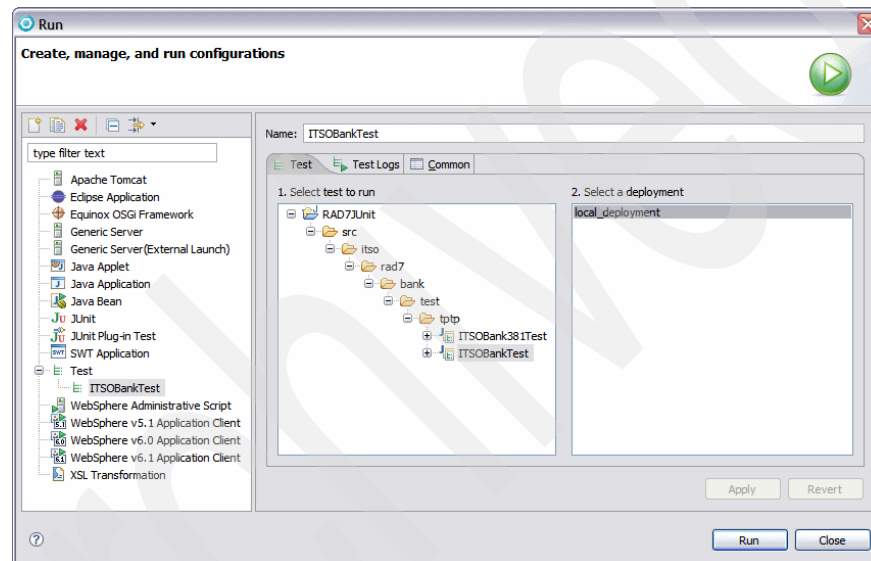 Run
Create, manage, and run configurations
type filter text
Apache Tomcat
Eclipse Application
Equinox OSGi Framework
Generic Server
Generic Server(External Launch)
Java Applet
Java Application
Java Bean
JUnit
JUnit Plug-in Test
SWT Application
Test
ITSOBankTest
WebSphere Administrative Script
WebSphere v5.1 Application Client
WebSphere v6.0 Application Client
WebSphere v6.1 Application Client
XSL Transformation
Name: ITSOBankTest
Test Test Logs Common
1. Select test to run
RAD7JUnit
src
itso
rad7
bank
test
tptp
ITSOBank381Test
ITSOBankTest
2. Select a deployment
local_deployment
Apply Revert
? Run Close